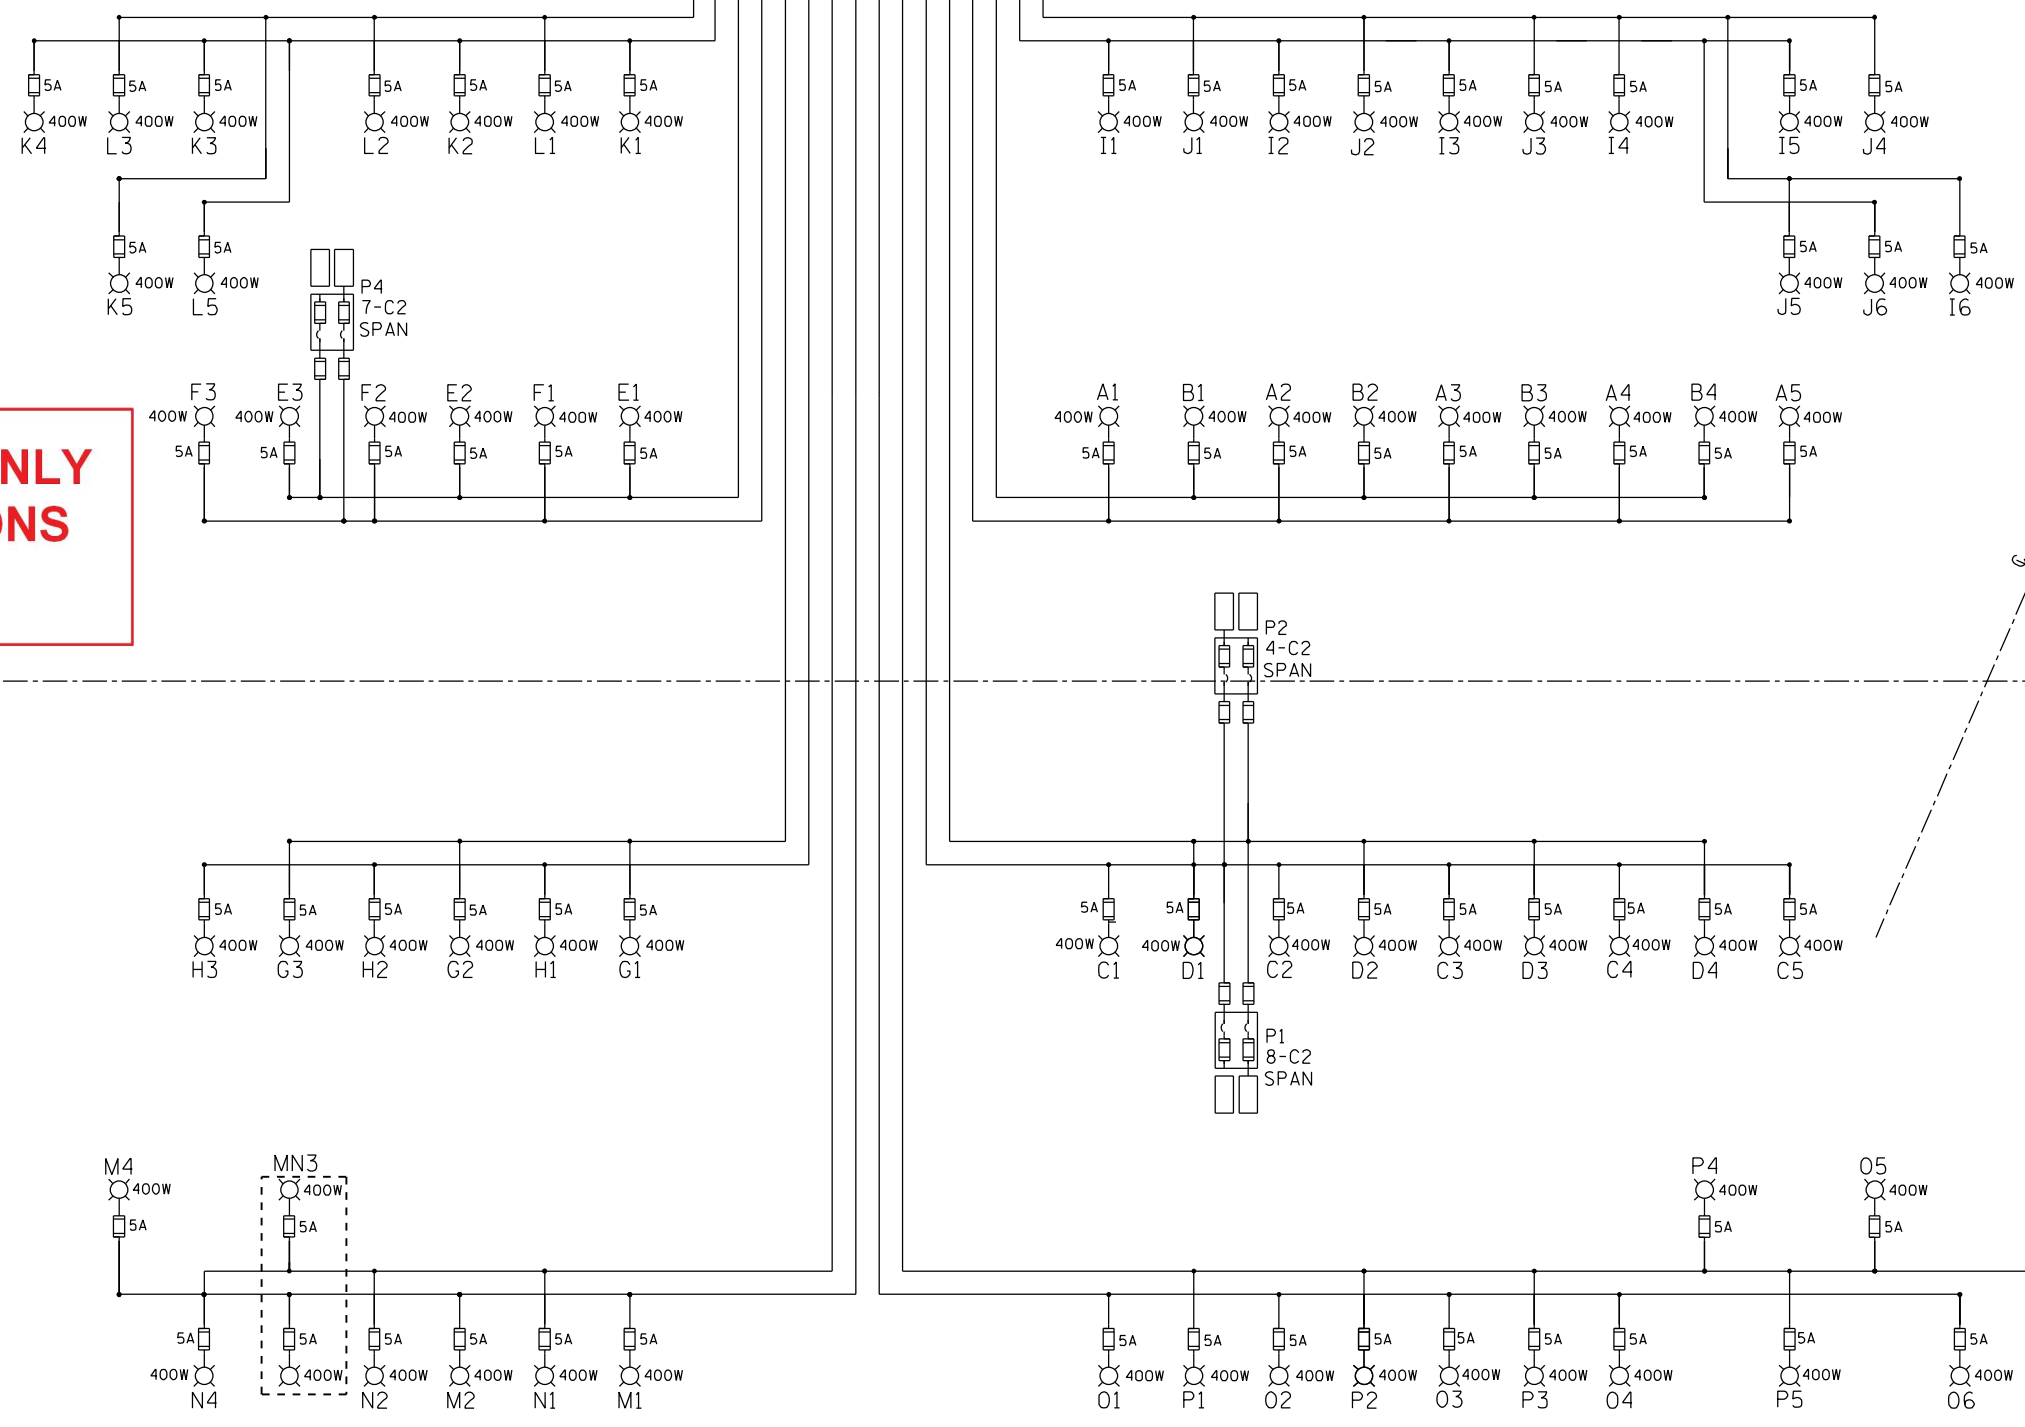 5A 5A 5A 5A 5A 5A 5A 5A 5A 5A 5A 5A 5A 5A 5A 5A
400W 400W 400W 400W 400W 400W 400W 400W 400W 400W 400W 400W 400W 400W 400W 400W
K4 L3 K3 L2 K2 L1 K1 I1 J1 I2 J2 I3 J3 I4 I5 J4
5A 5A 5A 5A 5A
400W 400W 400W 400W 400W
K5 L5 J5 J6 I6
P4
7-C2
SPAN
F3 E3 F2 E2 F1 E1 A1 B1 A2 B2 A3 B3 A4 B4 A5
400W 400W 400W 400W 400W 400W 400W 400W 400W 400W 400W 400W 400W 400W 400W
5A 5A 5A 5A 5A 5A 5A 5A 5A 5A 5A 5A 5A 5A 5A
NLY
ONS
P2
4-C2
SPAN
5A 5A 5A 5A 5A 5A 5A 5A 5A 5A 5A 5A 5A 5A 5A
400W 400W 400W 400W 400W 400W 400W 400W 400W 400W 400W 400W 400W 400W 400W
H3 G3 H2 G2 H1 G1 C1 D1 C2 D2 C3 D3 C4 D4 C5
P1
8-C2
SPAN
M4 MN3 P4 O5
400W 400W 400W 400W
5A 5A 5A 5A
5A 5A 5A 5A 5A 5A 5A 5A 5A 5A 5A 5A 5A 5A 5A
400W 400W 400W 400W 400W 400W 400W 400W 400W 400W 400W 400W 400W 400W 400W
N4 N2 M2 N1 M1 O1 P1 O2 P2 O3 P3 O4 P5 O6